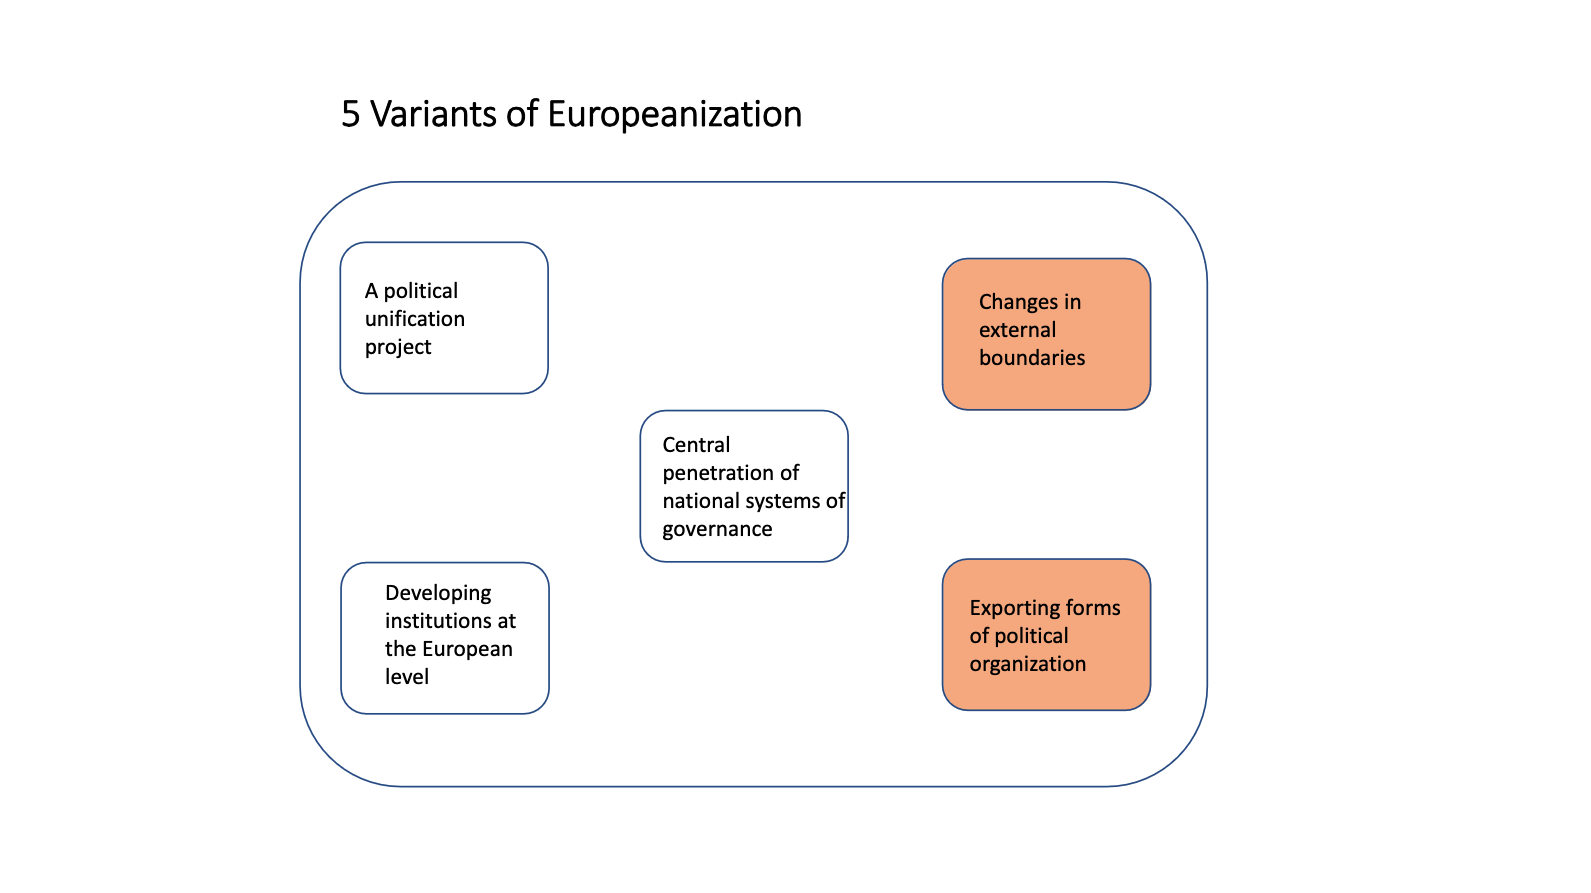 5 Variants of Europeanization
A political
unification
project
Changes in
external
boundaries
Central
penetration of
national systems of
governance
Developing
institutions at
the European
level
Exporting forms
of political
organization